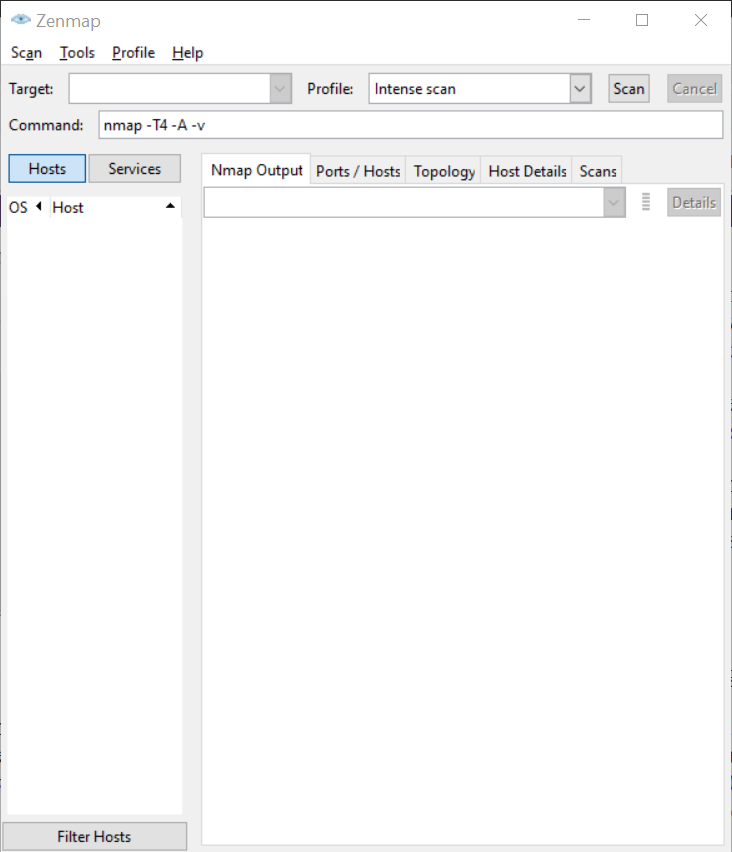 Zenmap
Scan Tools Profile Help
Target: Profile: Intense scan Scan Cancel
Command: nmap -T4 -A -v
Hosts Services Nmap Output Ports / Hosts Topology Host Details Scans
OS Host Details
Filter Hosts